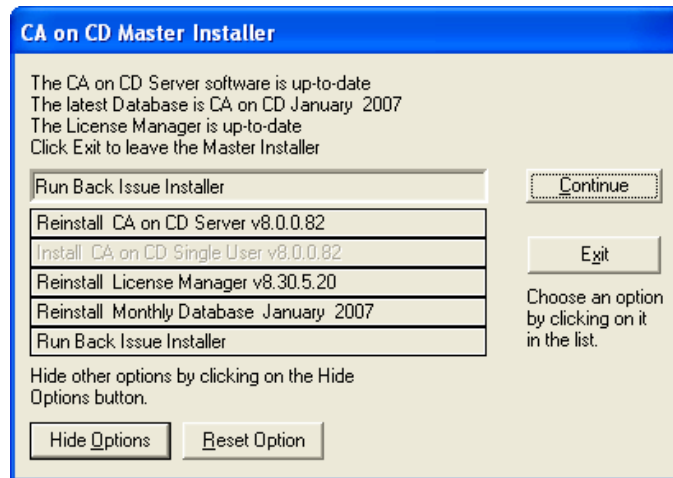 CA on CD Master Installer
The CA on CD Server software is up-to-date
The latest Database is CA on CD January 2007
The License Manager is up-to-date
Click Exit to leave the Master Installer
Run Back Issue Installer
Continue
Reinstall CA on CD Server v8.0.0.82
Install CA on CD Single User v8.0.0.82
Reinstall License Manager v8.30.5.20
Reinstall Monthly Database January 2007
Run Back Issue Installer
Exit
Choose an option
by clicking on it
in the list.
Hide other options by clicking on the Hide
Options button.
Hide Options
Reset Option